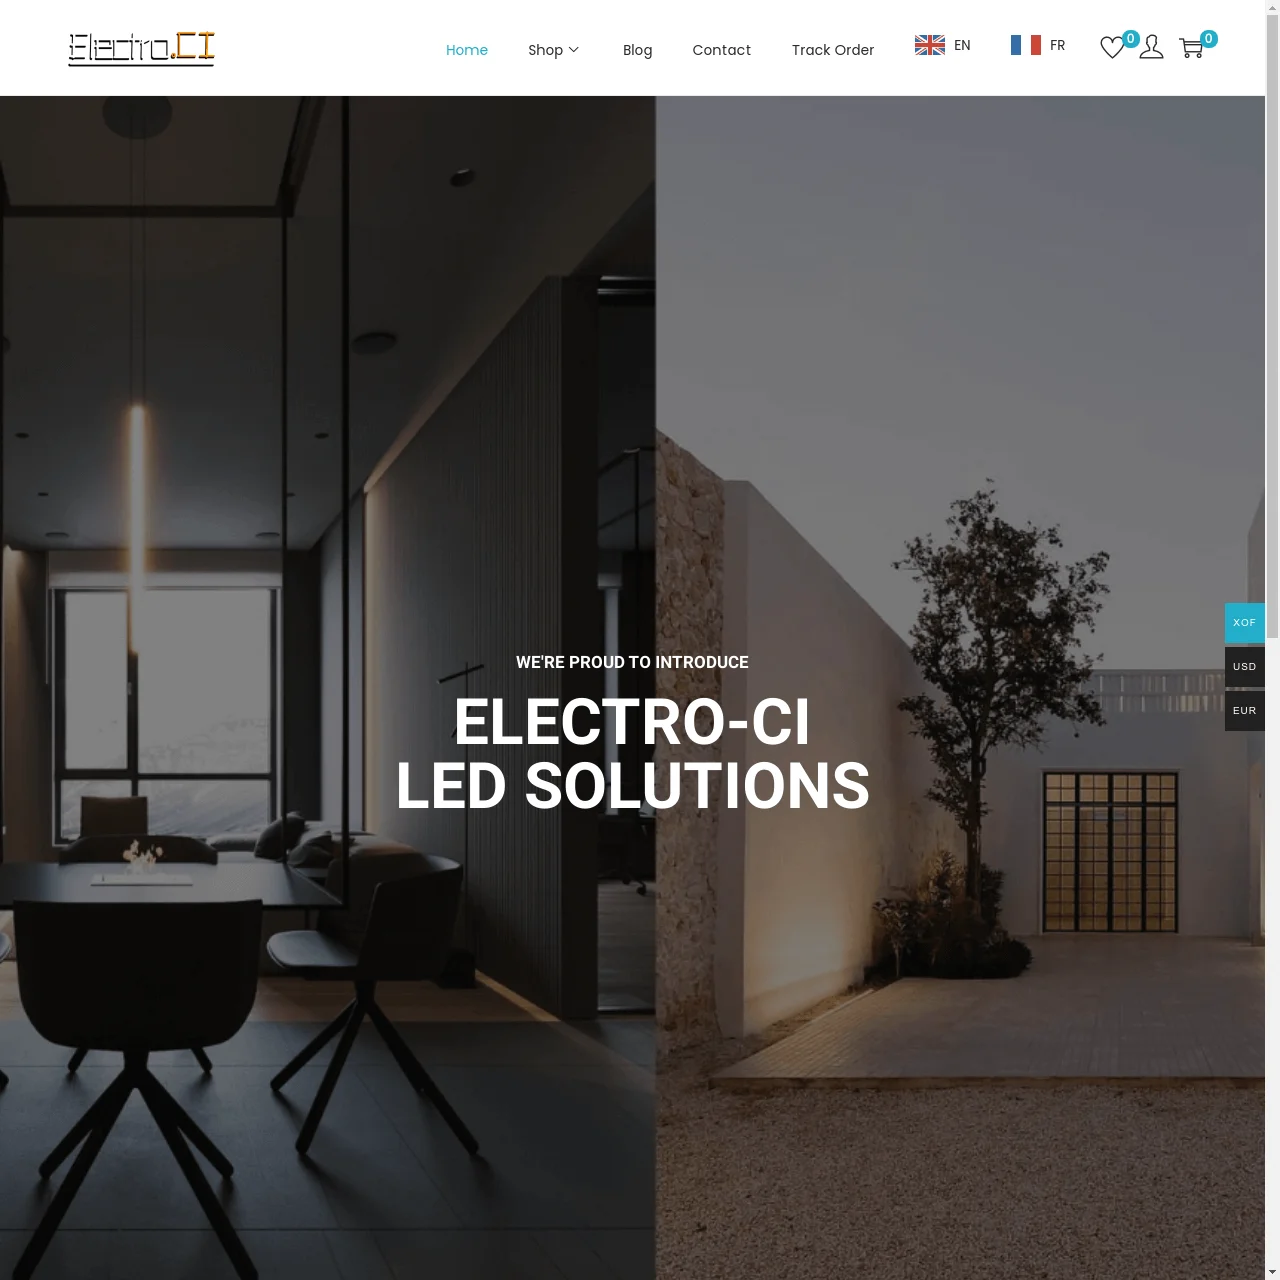 Electro.CI
Home
Shop
Blog
Contact
Track Order
EN
FR
0
0
XOF
USD
EUR
WE'RE PROUD TO INTRODUCE
ELECTRO-CI
LED SOLUTIONS